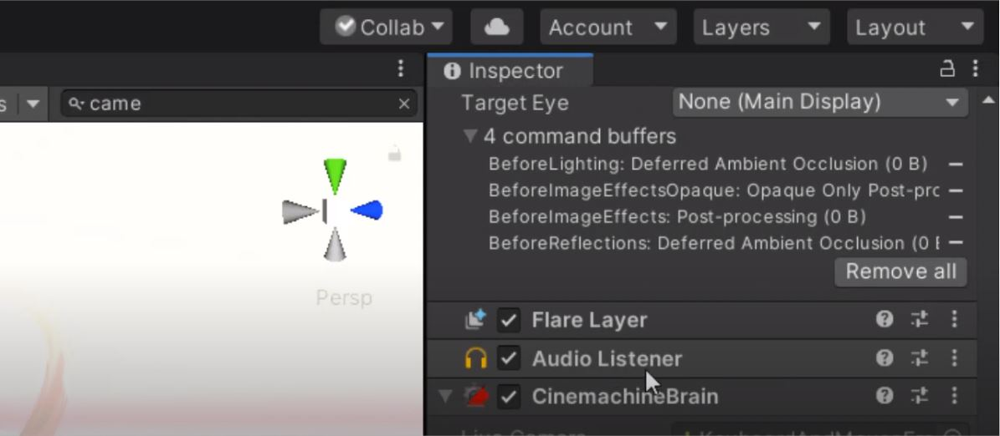 Collab
Account
Layers
Layout
Inspector
s
came
Target Eye
None (Main Display)
4 command buffers
BeforeLighting: Deferred Ambient Occlusion (0 B)
BeforeImageEffectsOpaque: Opaque Only Post-prc
BeforeImageEffects: Post-processing (0 B)
BeforeReflections: Deferred Ambient Occlusion (0 B
Remove all
Persp
Flare Layer
Audio Listener
CinemachineBrain